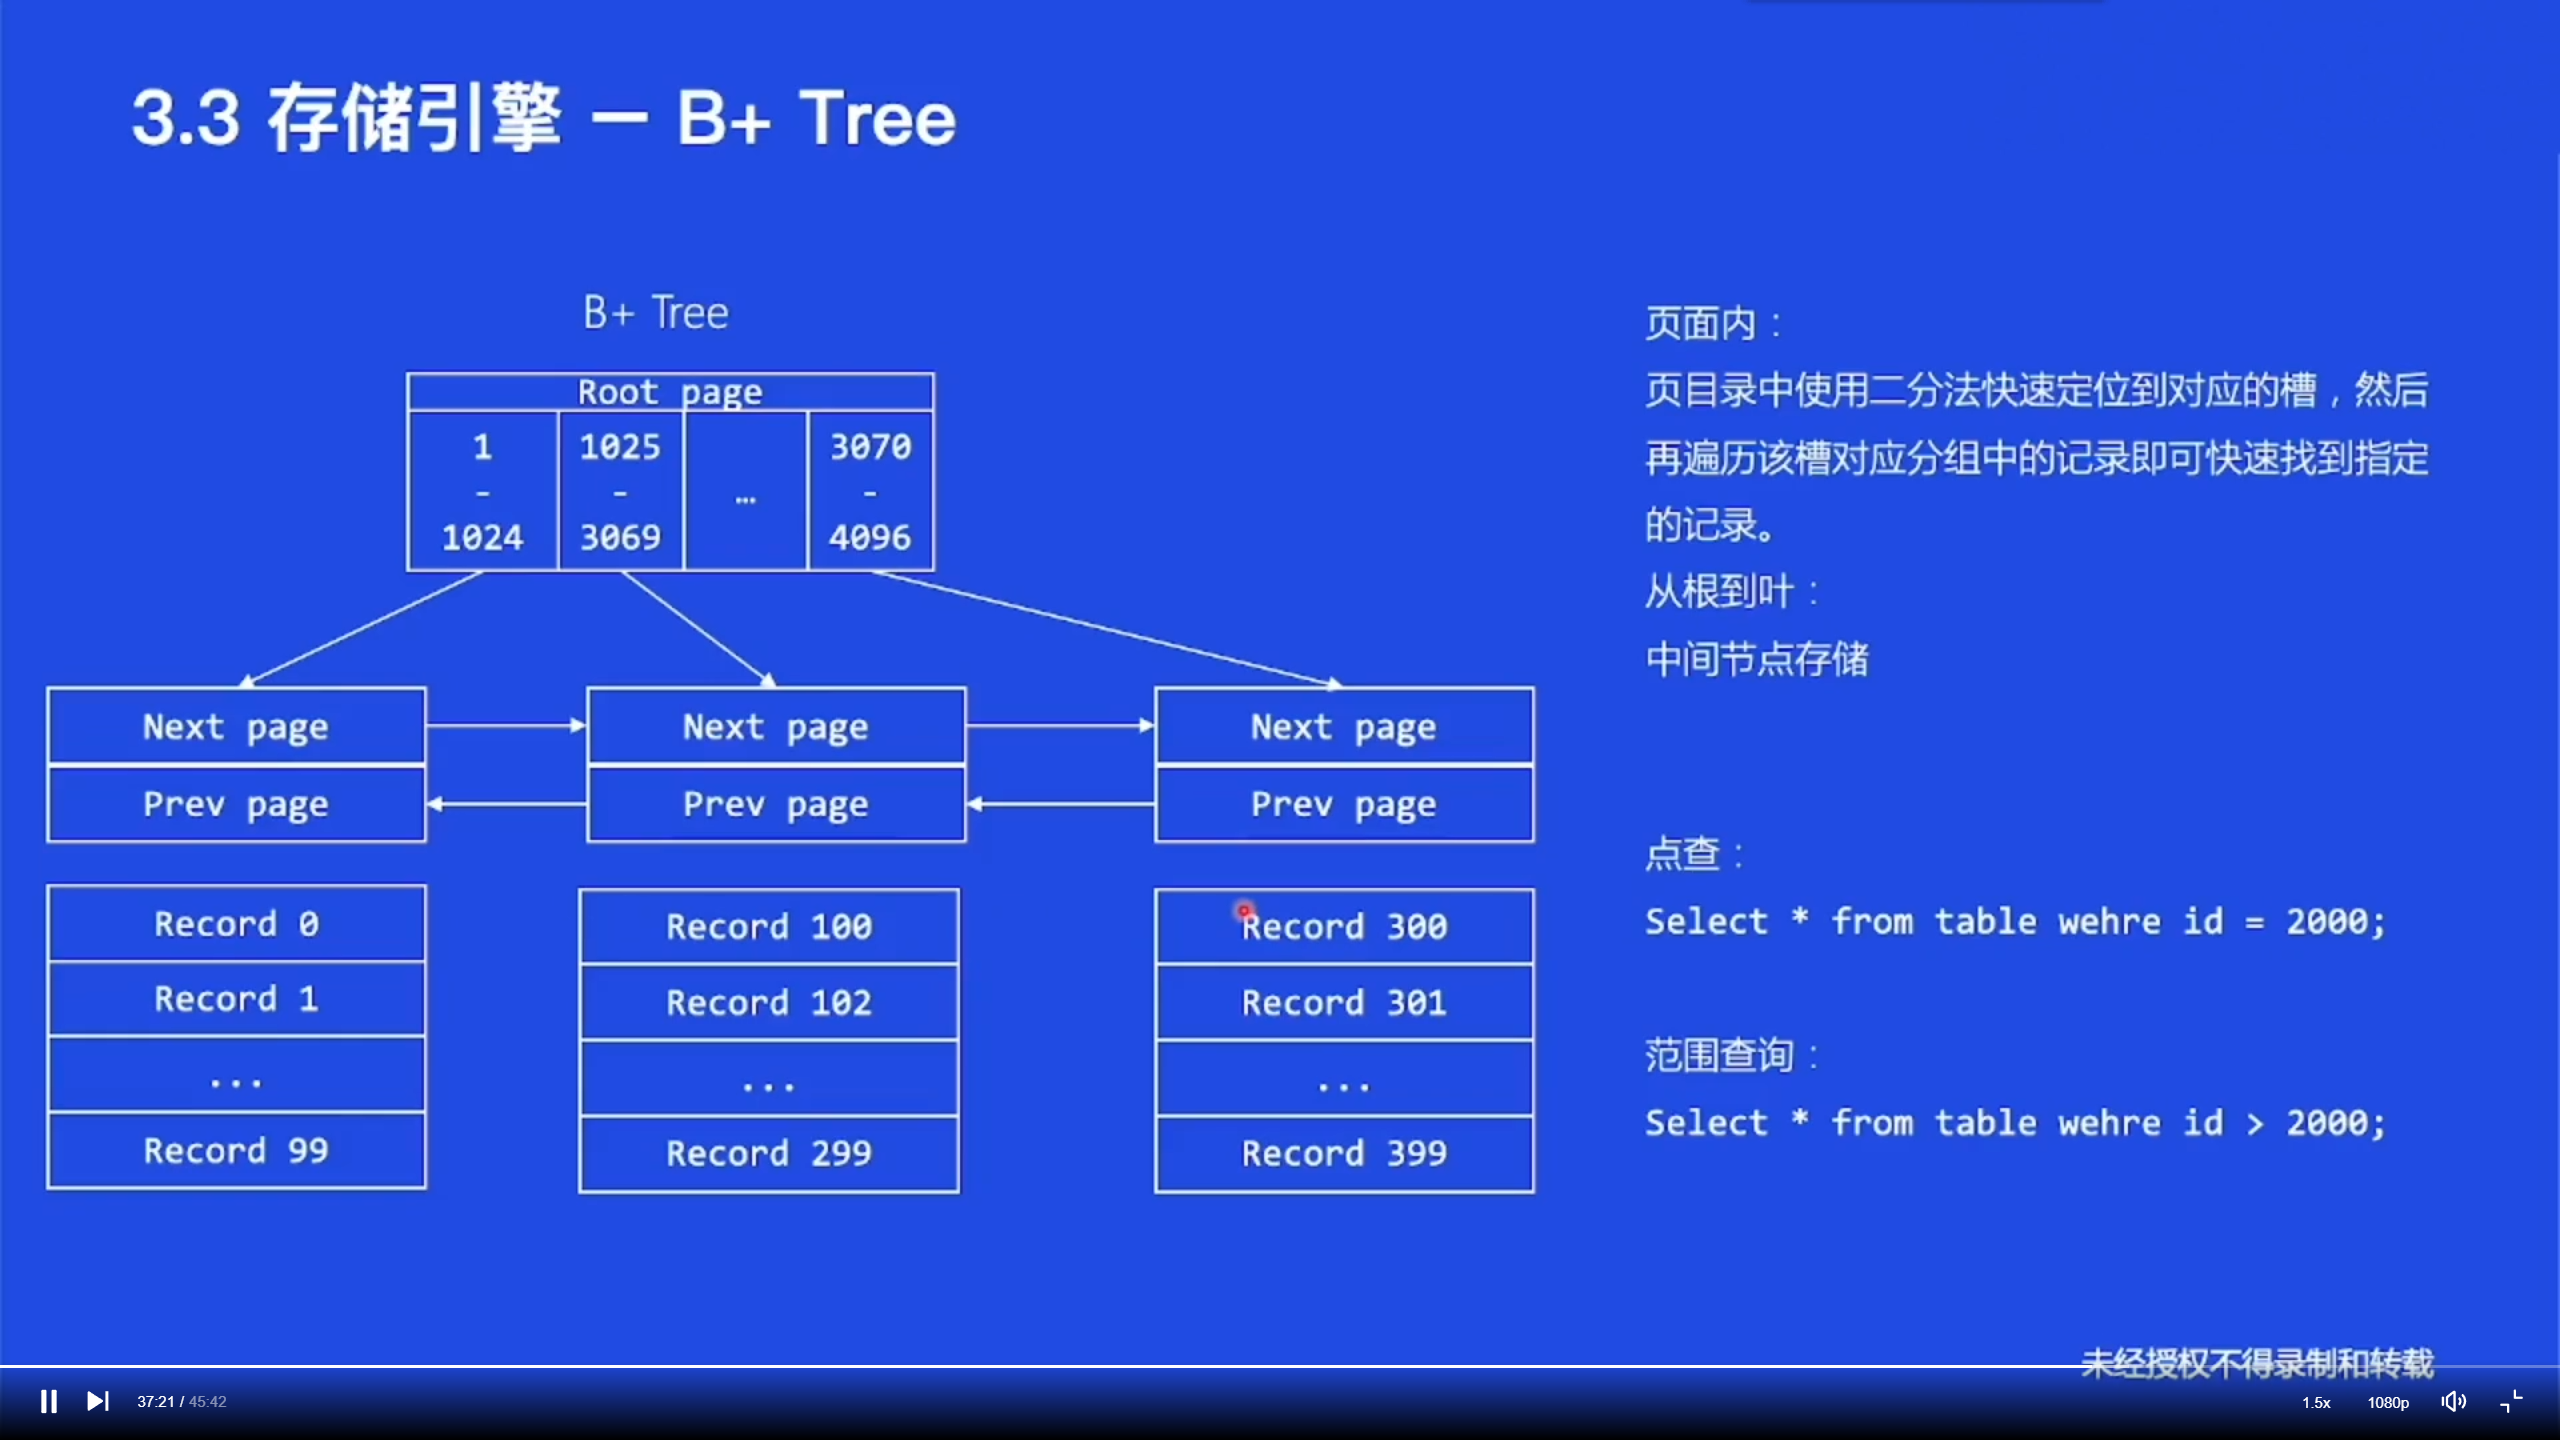 3.3 存储引擎 － B+ Tree
B+ Tree
Root page
1
-
1024
1025
-
3069
…
3070
-
4096
Next page
Prev page
Next page
Prev page
Next page
Prev page
Record 0
Record 1
...
Record 99
Record 100
Record 102
...
Record 299
Record 300
Record 301
...
Record 399
页面内：
页目录中使用二分法快速定位到对应的槽，然后
再遍历该槽对应分组中的记录即可快速找到指定
的记录。
从根到叶：
中间节点存储
点查：
Select * from table wehre id = 2000;
范围查询：
Select * from table wehre id > 2000;
未经授权不得录制和转载
37:21 / 45:42
1.5x
1080p